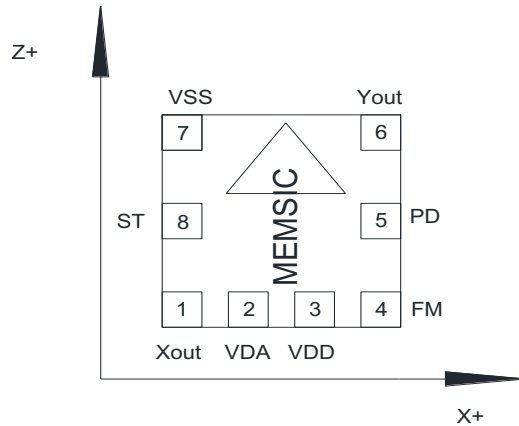 Z+
VSS Yout
7 6
MEMSIC
ST 8 5 PD
1 2 3 4 FM
Xout VDA VDD
X+